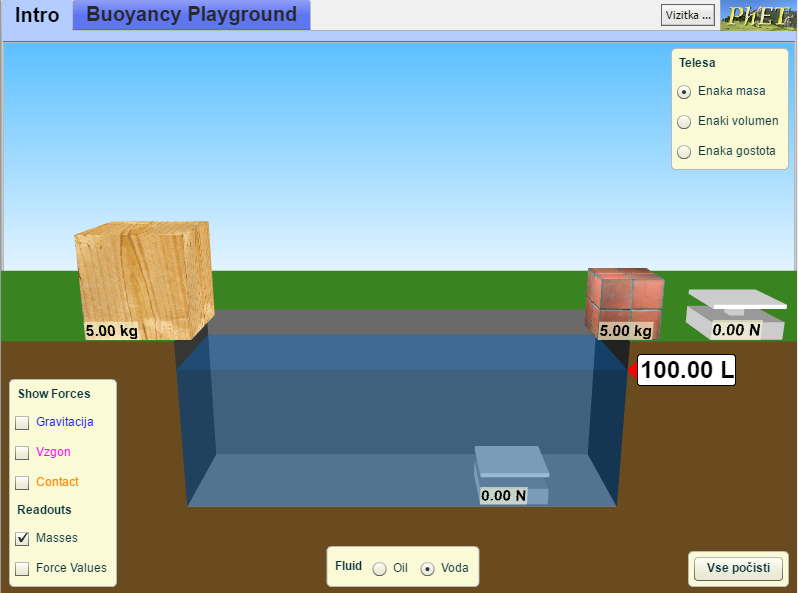 Intro
Buoyancy Playground
Vizitka ...
PhET
Telesa
Enaka masa
Enaki volumen
Enaka gostota
5.00 kg
5.00 kg
0.00 N
100.00 L
0.00 N
Show Forces
Gravitacija
Vzgon
Contact
Readouts
Masses
Force Values
Fluid
Oil
Voda
Vse počisti